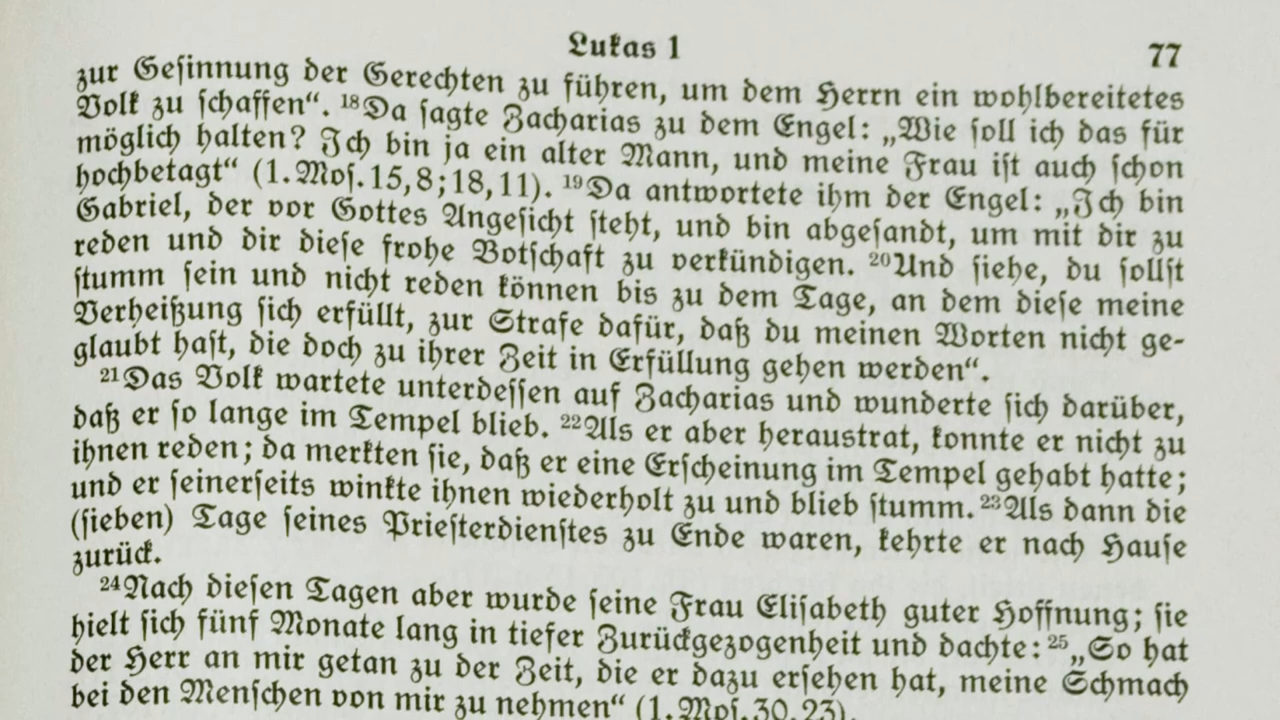 Lukas 1
77
zur Gesinnung der Gerechten zu führen, um dem Herrn ein wohlbereitetes
Volk zu schaffen“. ¹⁸Da sagte Zacharias zu dem Engel: „Wie soll ich das für
möglich halten? Ich bin ja ein alter Mann, und meine Frau ist auch schon
hochbetagt“ (1. Mos. 15, 8; 18, 11). ¹⁹Da antwortete ihm der Engel: „Ich bin
Gabriel, der vor Gottes Angesicht steht, und bin abgesandt, um mit dir zu
reden und dir diese frohe Botschaft zu verkündigen. ²⁰Und siehe, du sollst
stumm sein und nicht reden können bis zu dem Tage, an dem diese meine
Verheißung sich erfüllt, zur Strafe dafür, daß du meinen Worten nicht ge-
glaubt hast, die doch zu ihrer Zeit in Erfüllung gehen werden“.
²¹Das Volk wartete unterdessen auf Zacharias und wunderte sich darüber,
daß er so lange im Tempel blieb. ²²Als er aber heraustrat, konnte er nicht zu
ihnen reden; da merkten sie, daß er eine Erscheinung im Tempel gehabt hatte;
und er seinerseits winkte ihnen wiederholt zu und blieb stumm. ²³Als dann die
(sieben) Tage seines Priesterdienstes zu Ende waren, kehrte er nach Hause
zurück.
²⁴Nach diesen Tagen aber wurde seine Frau Elisabeth guter Hoffnung; sie
hielt sich fünf Monate lang in tiefer Zurückgezogenheit und dachte: ²⁵„So hat
der Herr an mir getan zu der Zeit, die er dazu ersehen hat, meine Schmach
bei den Menschen von mir zu nehmen“ (1. Mos. 30, 23).